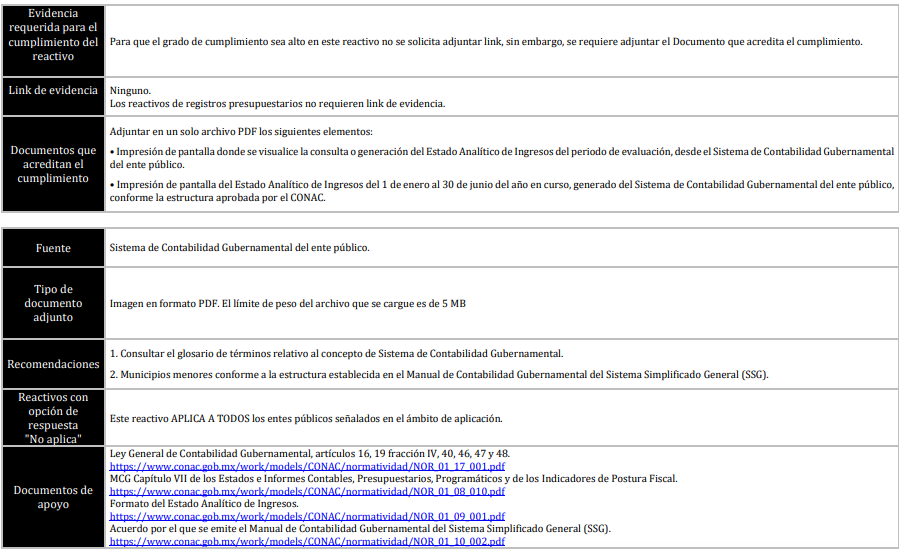 Evidencia
requerida para el
cumplimiento del
reactivo
Para que el grado de cumplimiento sea alto en este reactivo no se solicita adjuntar link, sin embargo, se requiere adjuntar el Documento que acredita el cumplimiento.
Link de evidencia
Ninguno.
Los reactivos de registros presupuestarios no requieren link de evidencia.
Documentos que
acreditan el
cumplimiento
Adjuntar en un solo archivo PDF los siguientes elementos:
• Impresión de pantalla donde se visualice la consulta o generación del Estado Analítico de Ingresos del periodo de evaluación, desde el Sistema de Contabilidad Gubernamental
del ente público.
• Impresión de pantalla del Estado Analítico de Ingresos del 1 de enero al 30 de junio del año en curso, generado del Sistema de Contabilidad Gubernamental del ente público,
conforme la estructura aprobada por el CONAC.
Fuente
Sistema de Contabilidad Gubernamental del ente público.
Tipo de
documento
adjunto
Imagen en formato PDF. El límite de peso del archivo que se cargue es de 5 MB
Recomendaciones
1. Consultar el glosario de términos relativo al concepto de Sistema de Contabilidad Gubernamental.
2. Municipios menores conforme a la estructura establecida en el Manual de Contabilidad Gubernamental del Sistema Simplificado General (SSG).
Reactivos con
opción de
respuesta
"No aplica"
Este reactivo APLICA A TODOS los entes públicos señalados en el ámbito de aplicación.
Documentos de
apoyo
Ley General de Contabilidad Gubernamental, artículos 16, 19 fracción IV, 40, 46, 47 y 48.
https://www.conac.gob.mx/work/models/CONAC/normatividad/NOR_01_17_001.pdf
MCG Capítulo VII de los Estados e Informes Contables, Presupuestarios, Programáticos y de los Indicadores de Postura Fiscal.
https://www.conac.gob.mx/work/models/CONAC/normatividad/NOR_01_08_010.pdf
Formato del Estado Analítico de Ingresos.
https://www.conac.gob.mx/work/models/CONAC/normatividad/NOR_01_09_001.pdf
Acuerdo por el que se emite el Manual de Contabilidad Gubernamental del Sistema Simplificado General (SSG).
https://www.conac.gob.mx/work/models/CONAC/normatividad/NOR_01_10_002.pdf